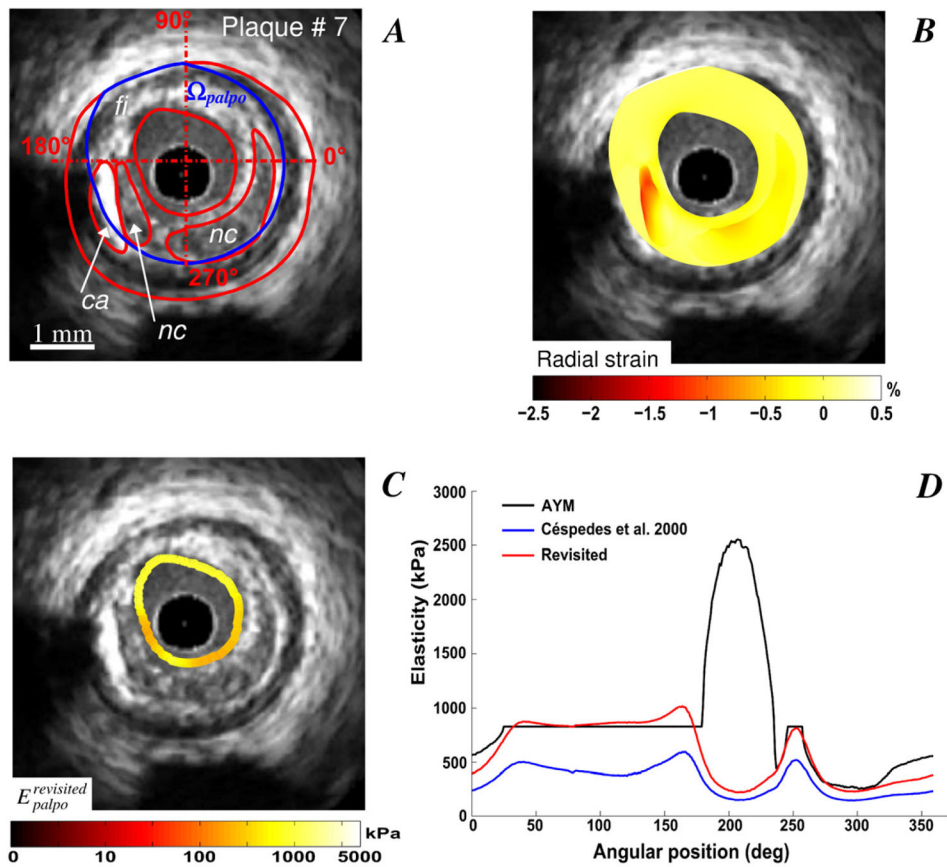 90°
Plaque # 7
A
Ωpalpo
fi
180°
0°
nc
270°
ca
nc
1 mm
B
Radial strain
%
−2.5 −2 −1.5 −1 −0.5 0 0.5
C
E revisited palpo
kPa
0 10 100 1000 5000
D
3000
2500
2000
1500
1000
500
0
Elasticity (kPa)
AYM
Céspedes et al. 2000
Revisited
0 50 100 150 200 250 300 350
Angular position (deg)